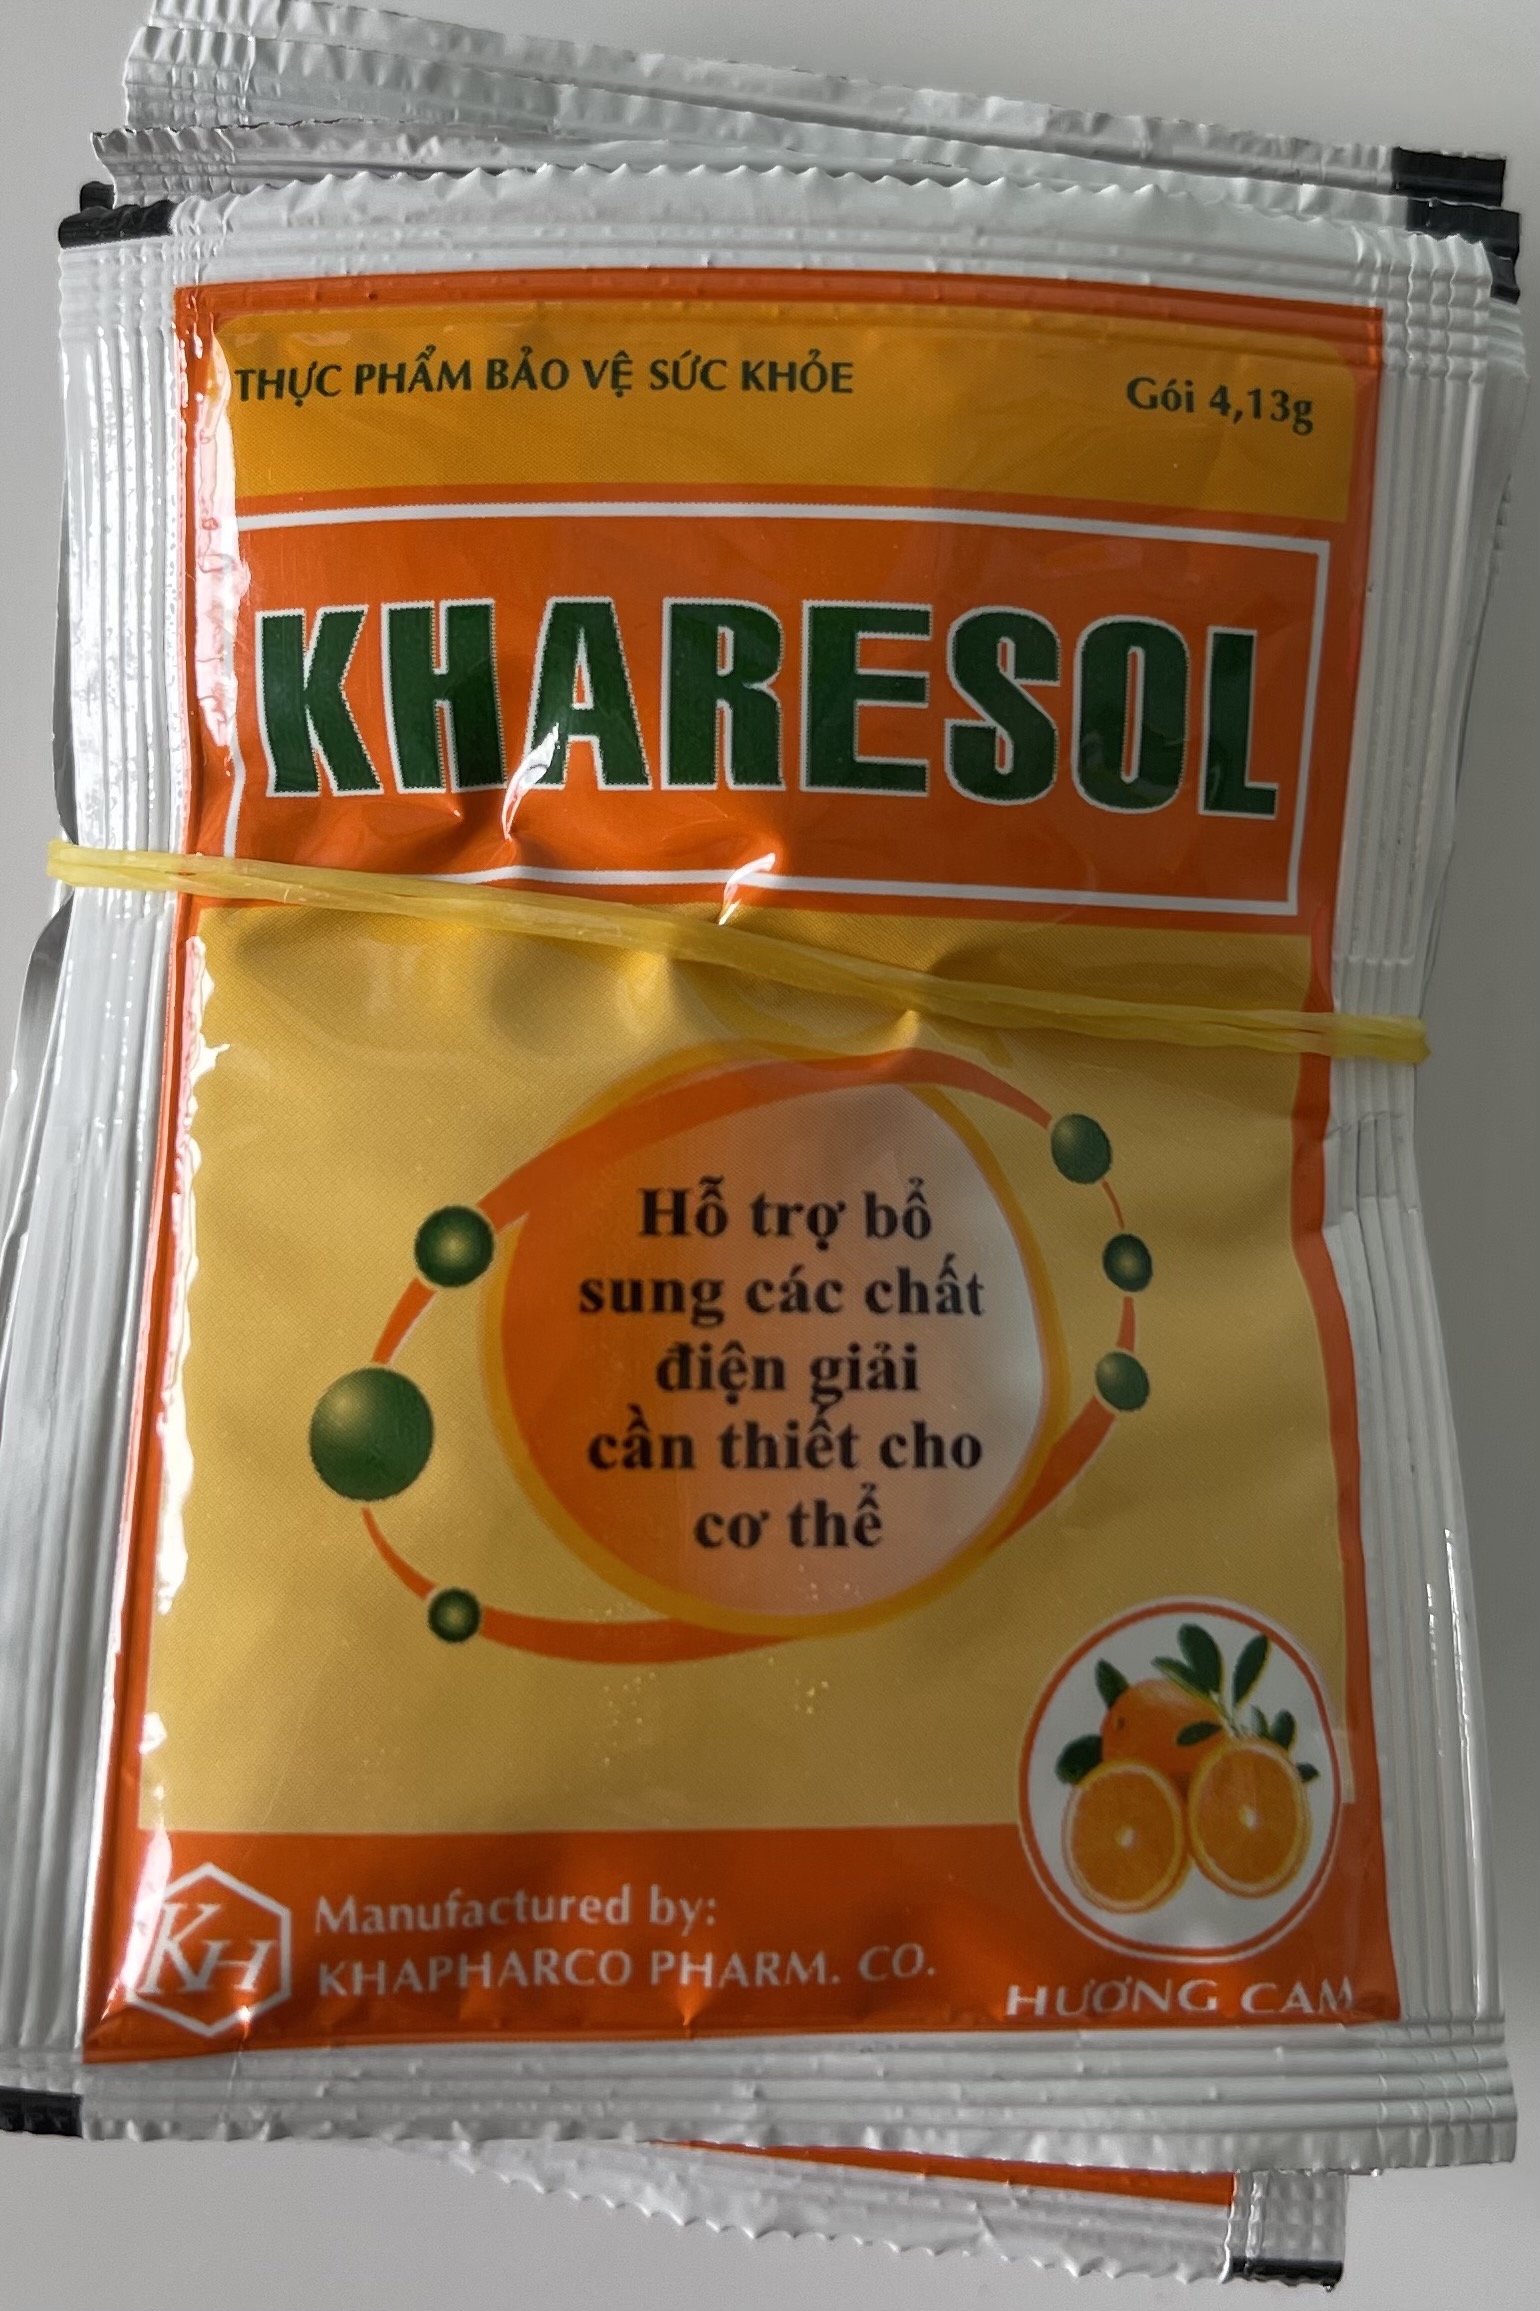 THỰC PHẨM BẢO VỆ SỨC KHỎE
Gói 4,13g
KHARESOL
Hỗ trợ bổ
sung các chất
điện giải
cần thiết cho
cơ thể
KH
Manufactured by:
KHAPHARCO PHARM. CO.
HƯƠNG CAM